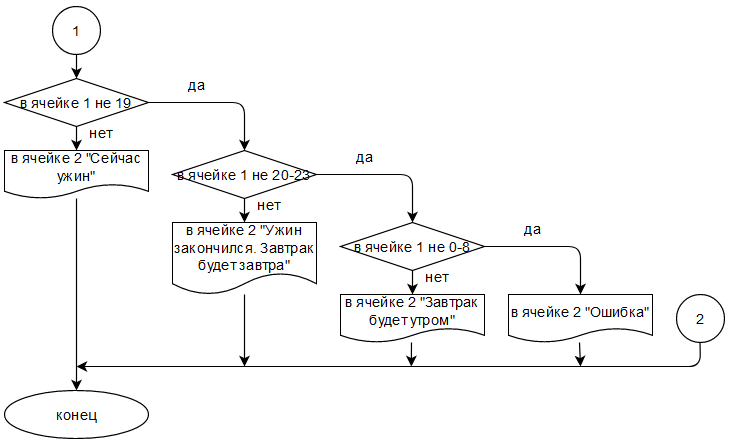 1
в ячейке 1 не 19
да
нет
в ячейке 2 "Сейчас
ужин"
в ячейке 1 не 20-23
да
нет
в ячейке 2 "Ужин
закончился. Завтрак
будет завтра"
в ячейке 1 не 0-8
да
нет
в ячейке 2 "Завтрак
будет утром"
в ячейке 2 "Ошибка"
2
конец